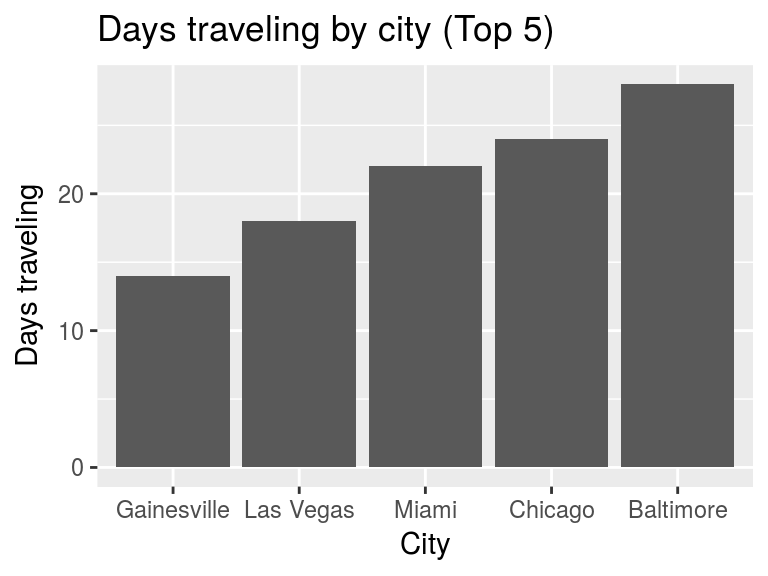 Days traveling by city (Top 5)
Days traveling
20
10
0
Gainesville Las Vegas Miami Chicago Baltimore
City